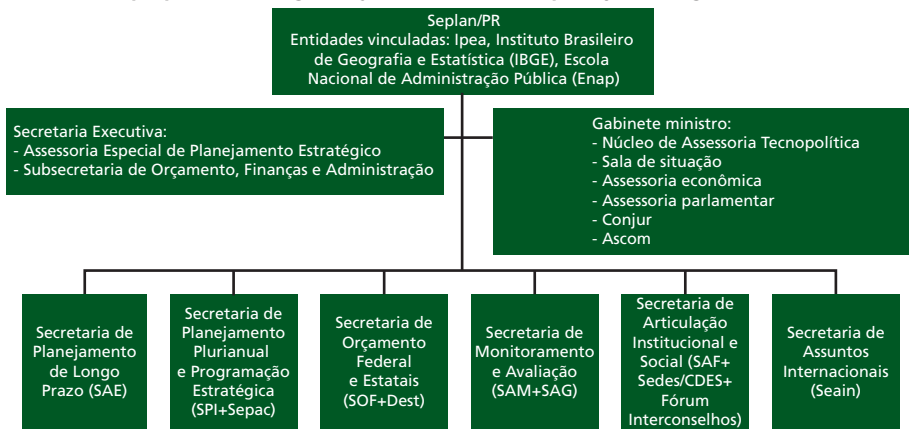 Seplan/PR
Entidades vinculadas: Ipea, Instituto Brasileiro
de Geografia e Estatística (IBGE), Escola
Nacional de Administração Pública (Enap)
Secretaria Executiva:
- Assessoria Especial de Planejamento Estratégico
- Subsecretaria de Orçamento, Finanças e Administração
Gabinete ministro:
- Núcleo de Assessoria Tecnopolítica
- Sala de situação
- Assessoria econômica
- Assessoria parlamentar
- Conjur
- Ascom
Secretaria de
Planejamento
de Longo
Prazo (SAE)
Secretaria de
Planejamento
Plurianual
e Programação
Estratégica
(SPI+Sepac)
Secretaria de
Orçamento
Federal
e Estatais
(SOF+Dest)
Secretaria de
Monitoramento
e Avaliação
(SAM+SAG)
Secretaria de
Articulação
Institucional e
Social (SAF+
Sedes/CDES+
Fórum
Interconselhos)
Secretaria de
Assuntos
Internacionais
(Seain)